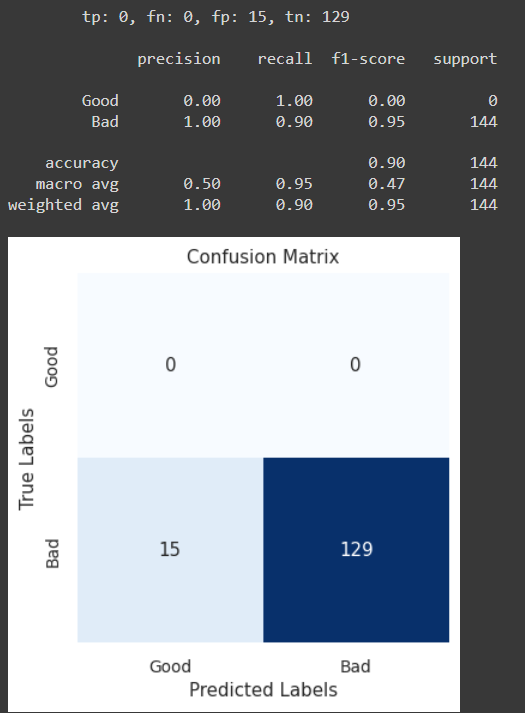 tp: 0, fn: 0, fp: 15, tn: 129
precision recall f1-score support
Good 0.00 1.00 0.00 0
Bad 1.00 0.90 0.95 144
accuracy 0.90 144
macro avg 0.50 0.95 0.47 144
weighted avg 1.00 0.90 0.95 144
Confusion Matrix
True Labels
Good
0 0
Bad
15 129
Good Bad
Predicted Labels